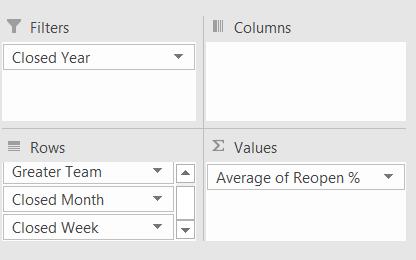 Filters
Columns
Closed Year
Rows
Σ Values
Greater Team
Closed Month
Closed Week
Average of Reopen %